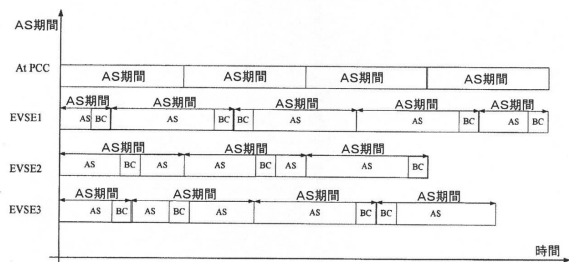 AS期間
At PCC
AS期間 AS期間 AS期間 AS期間
AS期間 AS期間 AS期間 AS期間 AS期間
EVSE1
AS BC AS BC BC AS AS BC AS BC
AS期間 AS期間 AS期間
EVSE2
AS BC AS AS BC AS AS BC
AS期間 AS期間 AS期間 AS期間
EVSE3
AS BC AS BC AS AS BC BC AS
時間